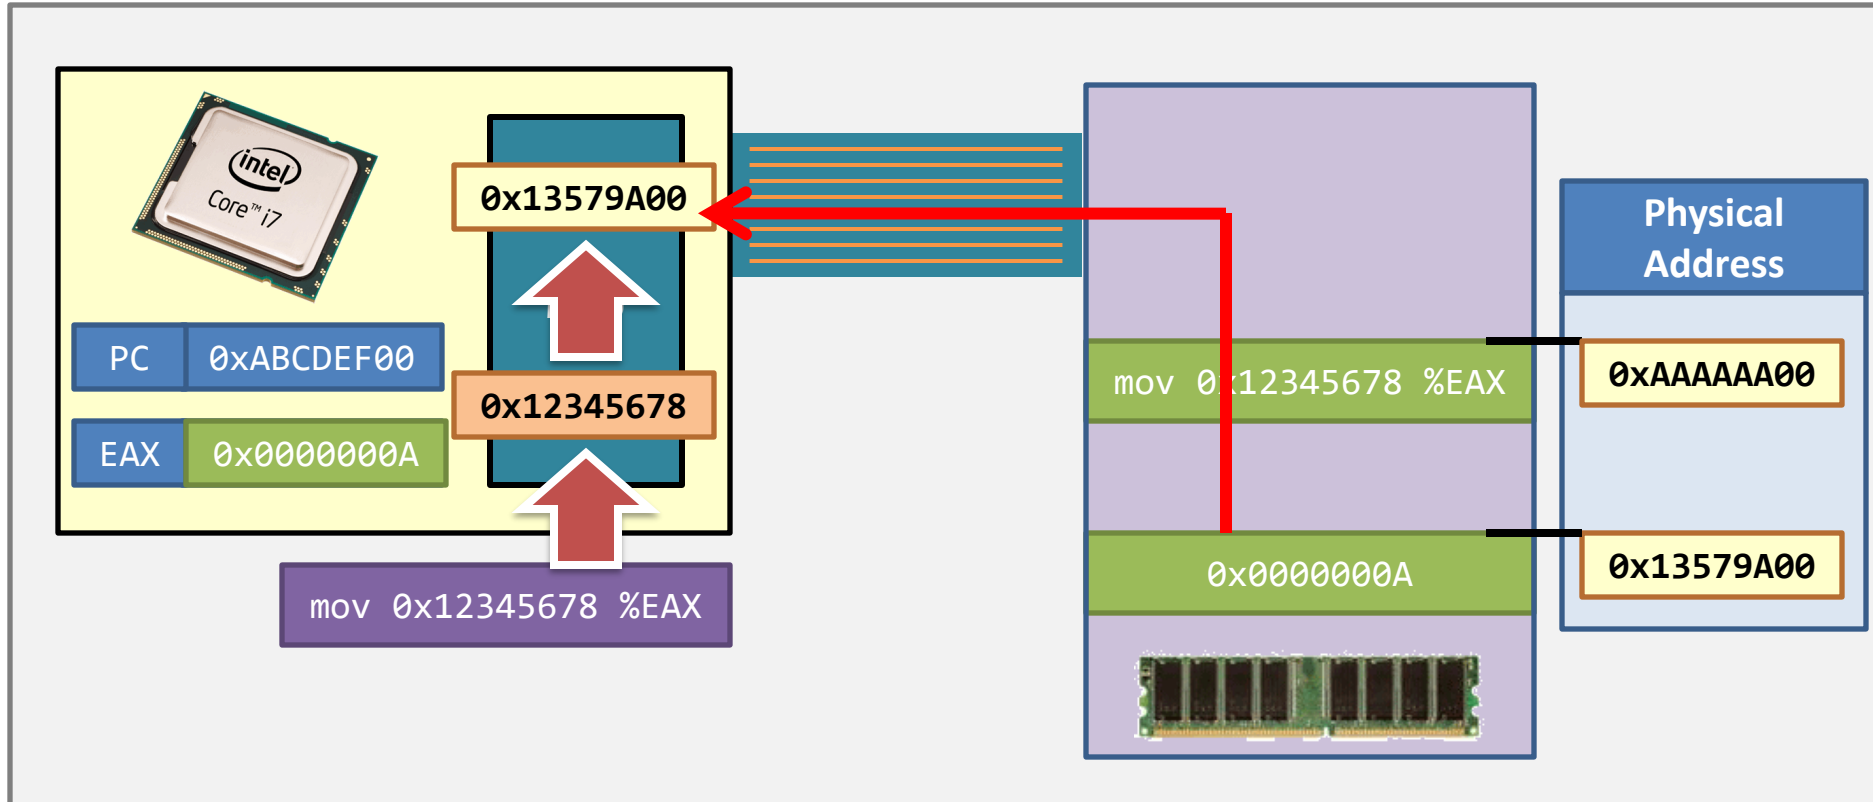 intel
Core™ i7
0x13579A00
PC 0xABCDEF00
0x12345678
EAX 0x0000000A
mov 0x12345678 %EAX
mov 0x12345678 %EAX
0x0000000A
Physical
Address
0xAAAAAA00
0x13579A00